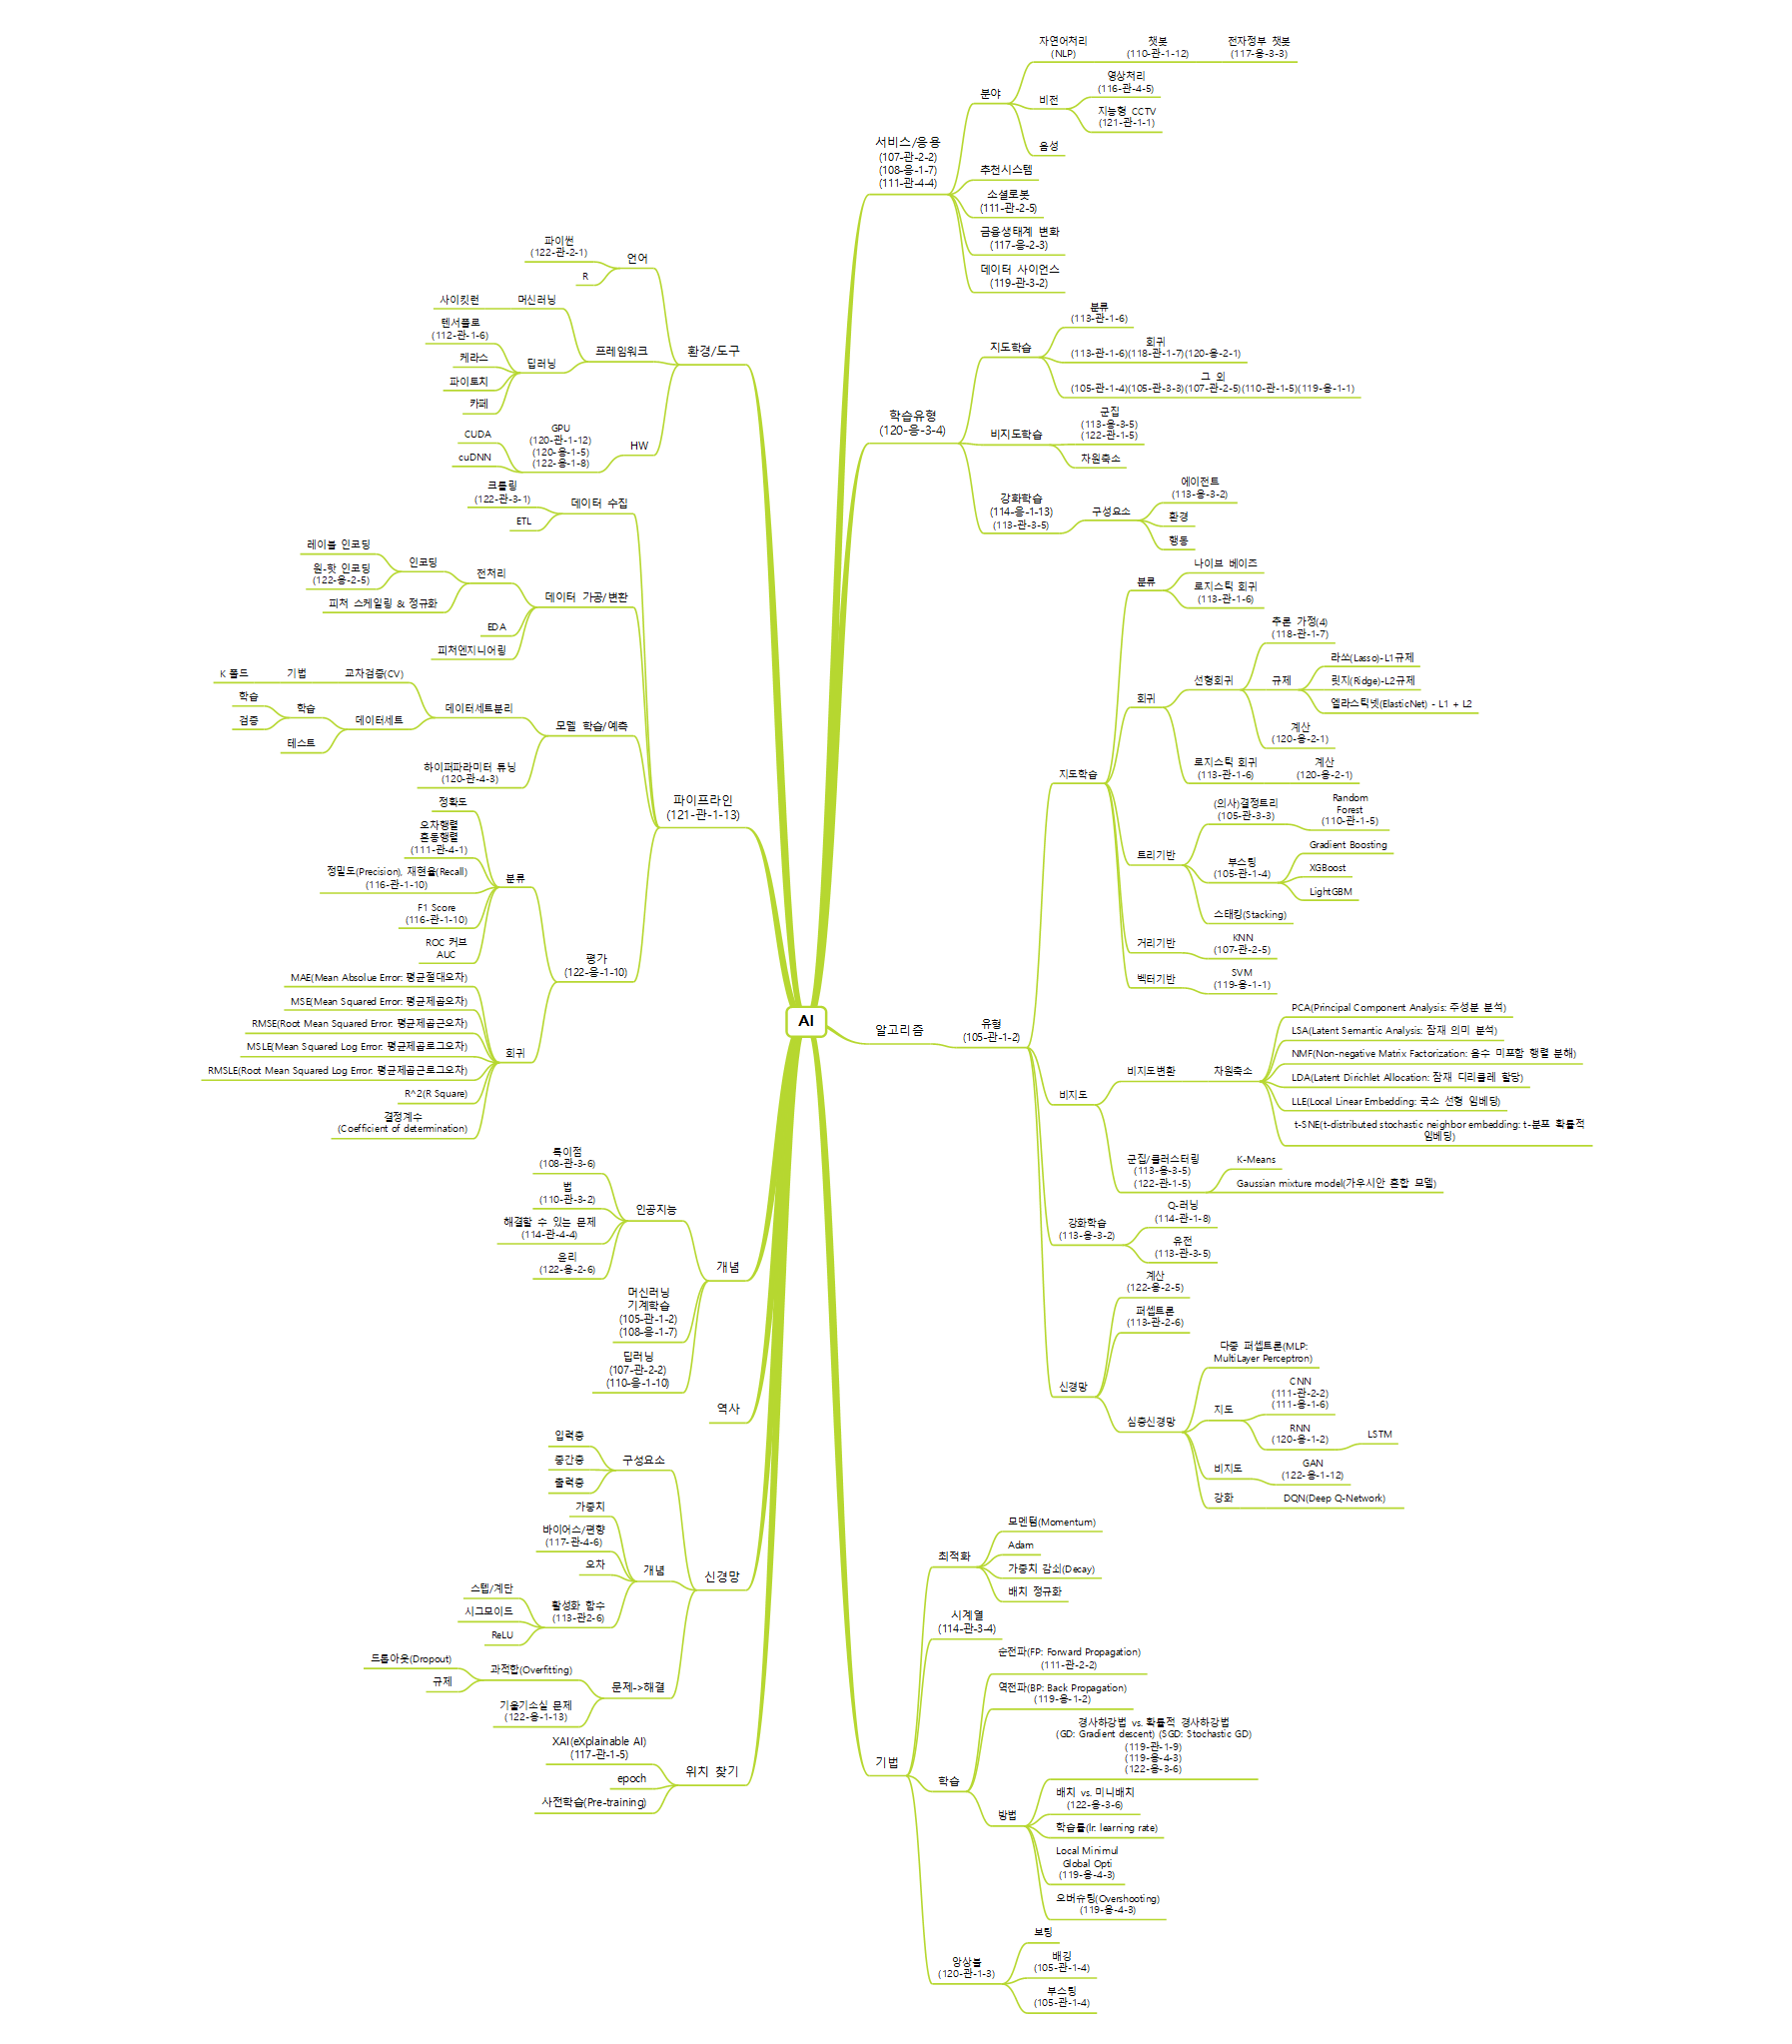 AI
서비스/응용
(107-관-2-2)
(108-응-1-7)
(111-관-4-4)
분야
자연어처리
(NLP)
챗봇
(110-관-1-12)
전자정부 챗봇
(117-응-3-3)
비전
영상처리
(116-관-4-5)
지능형 CCTV
(121-관-1-1)
음성
추천시스템
소셜로봇
(111-관-2-5)
금융생태계 변화
(117-응-2-3)
데이터 사이언스
(119-관-3-2)
학습유형
(120-응-3-4)
지도학습
분류
(113-관-1-6)
회귀
(113-관-1-6)(118-관-1-7)(120-응-2-1)
그 외
(105-관-1-4)(105-관-3-3)(107-관-2-5)(110-관-1-5)(119-응-1-1)
비지도학습
군집
(113-응-3-5)
(122-관-1-5)
차원축소
강화학습
(114-응-1-13)
(113-관-3-5)
구성요소
에이전트
(113-응-3-2)
환경
행동
알고리즘
유형
(105-관-1-2)
지도학습
분류
나이브 베이즈
로지스틱 회귀
(113-관-1-6)
회귀
선형회귀
추론 가정(4)
(118-관-1-7)
규제
라쏘(Lasso)-L1규제
릿지(Ridge)-L2규제
엘라스틱넷(ElasticNet) - L1 + L2
계산
(120-응-2-1)
로지스틱 회귀
(113-관-1-6)
계산
(120-응-2-1)
트리기반
(의사)결정트리
(105-관-3-3)
Random
Forest
(110-관-1-5)
부스팅
(105-관-1-4)
Gradient Boosting
XGBoost
LightGBM
스태킹(Stacking)
거리기반
KNN
(107-관-2-5)
벡터기반
SVM
(119-응-1-1)
비지도
비지도변환
차원축소
PCA(Principal Component Analysis: 주성분 분석)
LSA(Latent Semantic Analysis: 잠재 의미 분석)
NMF(Non-negative Matrix Factorization: 음수 미포함 행렬 분해)
LDA(Latent Dirichlet Allocation: 잠재 디리클레 할당)
LLE(Local Linear Embedding: 국소 선형 임베딩)
t-SNE(t-distributed stochastic neighbor embedding: t-분포 확률적
임베딩)
군집/클러스터링
(113-응-3-5)
(122-관-1-5)
K-Means
Gaussian mixture model(가우시안 혼합 모델)
강화학습
(113-응-3-2)
Q-러닝
(114-관-1-8)
유전
(113-관-3-5)
신경망
계산
(122-응-2-5)
퍼셉트론
(113-관-2-6)
심층신경망
다중 퍼셉트론(MLP:
MultiLayer Perceptron)
지도
CNN
(111-관-2-2)
(111-응-1-6)
RNN
(120-응-1-2)
LSTM
비지도
GAN
(122-응-1-12)
강화
DQN(Deep Q-Network)
기법
최적화
모멘텀(Momentum)
Adam
가중치 감쇠(Decay)
배치 정규화
시계열
(114-관-3-4)
학습
순전파(FP: Forward Propagation)
(111-관-2-2)
역전파(BP: Back Propagation)
(119-응-1-2)
방법
경사하강법 vs. 확률적 경사하강법
(GD: Gradient descent) (SGD: Stochastic GD)
(119-관-1-9)
(119-응-4-3)
(122-응-3-6)
배치 vs. 미니배치
(122-응-3-6)
학습률(lr: learning rate)
Local Minimul
Global Opti
(119-응-4-3)
오버슈팅(Overshooting)
(119-응-4-3)
앙상블
(120-관-1-3)
보팅
배깅
(105-관-1-4)
부스팅
(105-관-1-4)
환경/도구
언어
파이썬
(122-관-2-1)
R
프레임워크
머신러닝
사이킷런
딥러닝
텐서플로
(112-관-1-6)
케라스
파이토치
카페
HW
GPU
(120-관-1-12)
(120-응-1-5)
(122-응-1-8)
CUDA
cuDNN
파이프라인
(121-관-1-13)
데이터 수집
크롤링
(122-관-3-1)
ETL
데이터 가공/변환
전처리
인코딩
레이블 인코딩
원-핫 인코딩
(122-응-2-5)
피처 스케일링 & 정규화
EDA
피처엔지니어링
모델 학습/예측
데이터세트분리
교차검증(CV)
기법
K 폴드
데이터세트
학습
학습
검증
테스트
하이퍼파라미터 튜닝
(120-관-4-3)
평가
(122-응-1-10)
분류
정확도
오차행렬
혼동행렬
(111-관-4-1)
정밀도(Precision), 재현율(Recall)
(116-관-1-10)
F1 Score
(116-관-1-10)
ROC 커브
AUC
회귀
MAE(Mean Absolue Error: 평균절대오차)
MSE(Mean Squared Error: 평균제곱오차)
RMSE(Root Mean Squared Error: 평균제곱근오차)
MSLE(Mean Squared Log Error: 평균제곱로그오차)
RMSLE(Root Mean Squared Log Error: 평균제곱근로그오차)
R^2(R Square)
결정계수
(Coefficient of determination)
개념
인공지능
특이점
(108-관-3-6)
법
(110-관-3-2)
해결할 수 있는 문제
(114-관-4-4)
윤리
(122-응-2-6)
머신러닝
기계학습
(105-관-1-2)
(108-응-1-7)
딥러닝
(107-관-2-2)
(110-응-1-10)
역사
신경망
구성요소
입력층
중간층
출력층
개념
가중치
바이어스/편향
(117-관-4-6)
오차
활성화 함수
(113-관2-6)
스텝/계단
시그모이드
ReLU
문제->해결
과적합(Overfitting)
드롭아웃(Dropout)
규제
기울기소실 문제
(122-응-1-13)
위치 찾기
XAI(eXplainable AI)
(117-관-1-5)
epoch
사전학습(Pre-training)